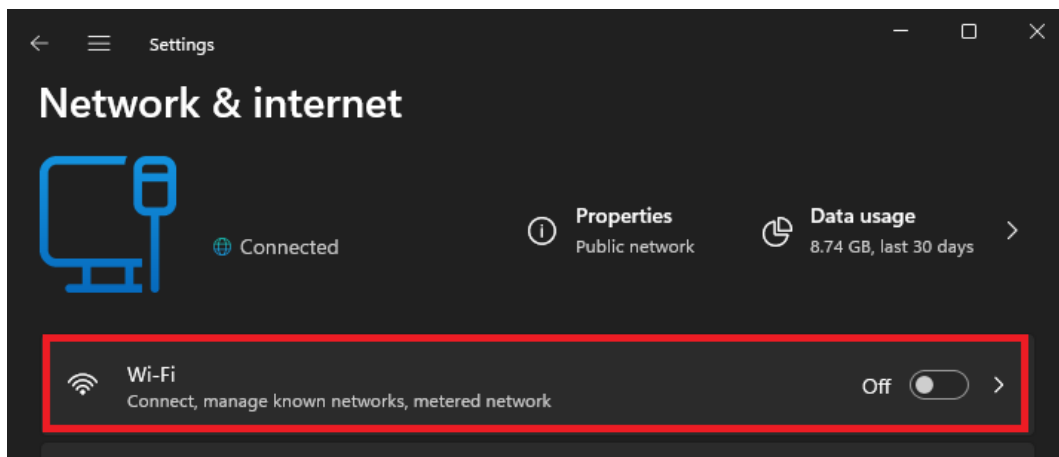 Settings
Network & internet
Connected
Properties
Public network
Data usage
8.74 GB, last 30 days
Wi-Fi
Connect, manage known networks, metered network
Off